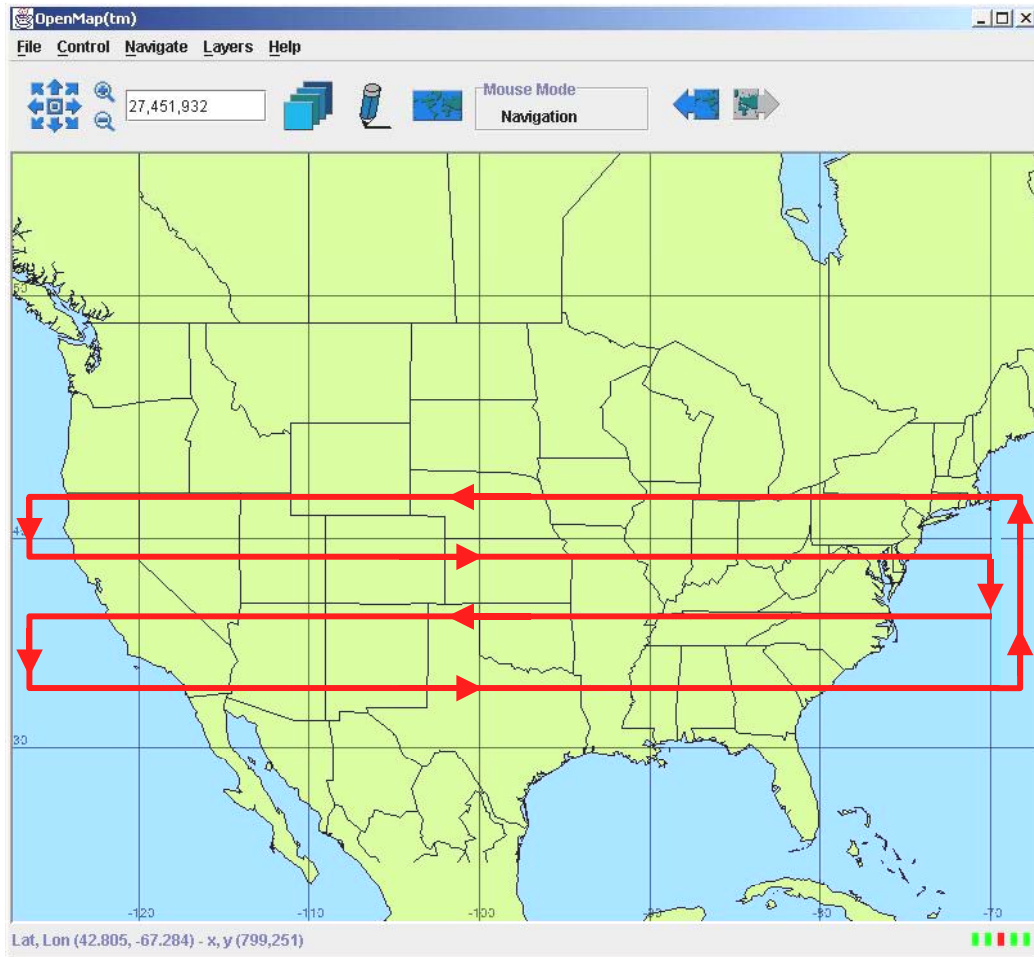 OpenMap(tm)
File Control Navigate Layers Help
27,451,932
Mouse Mode
Navigation
50
30
-120 -110 -100 -90 -80 -70
Lat, Lon (42.805, -67.284) - x, y (799,251)